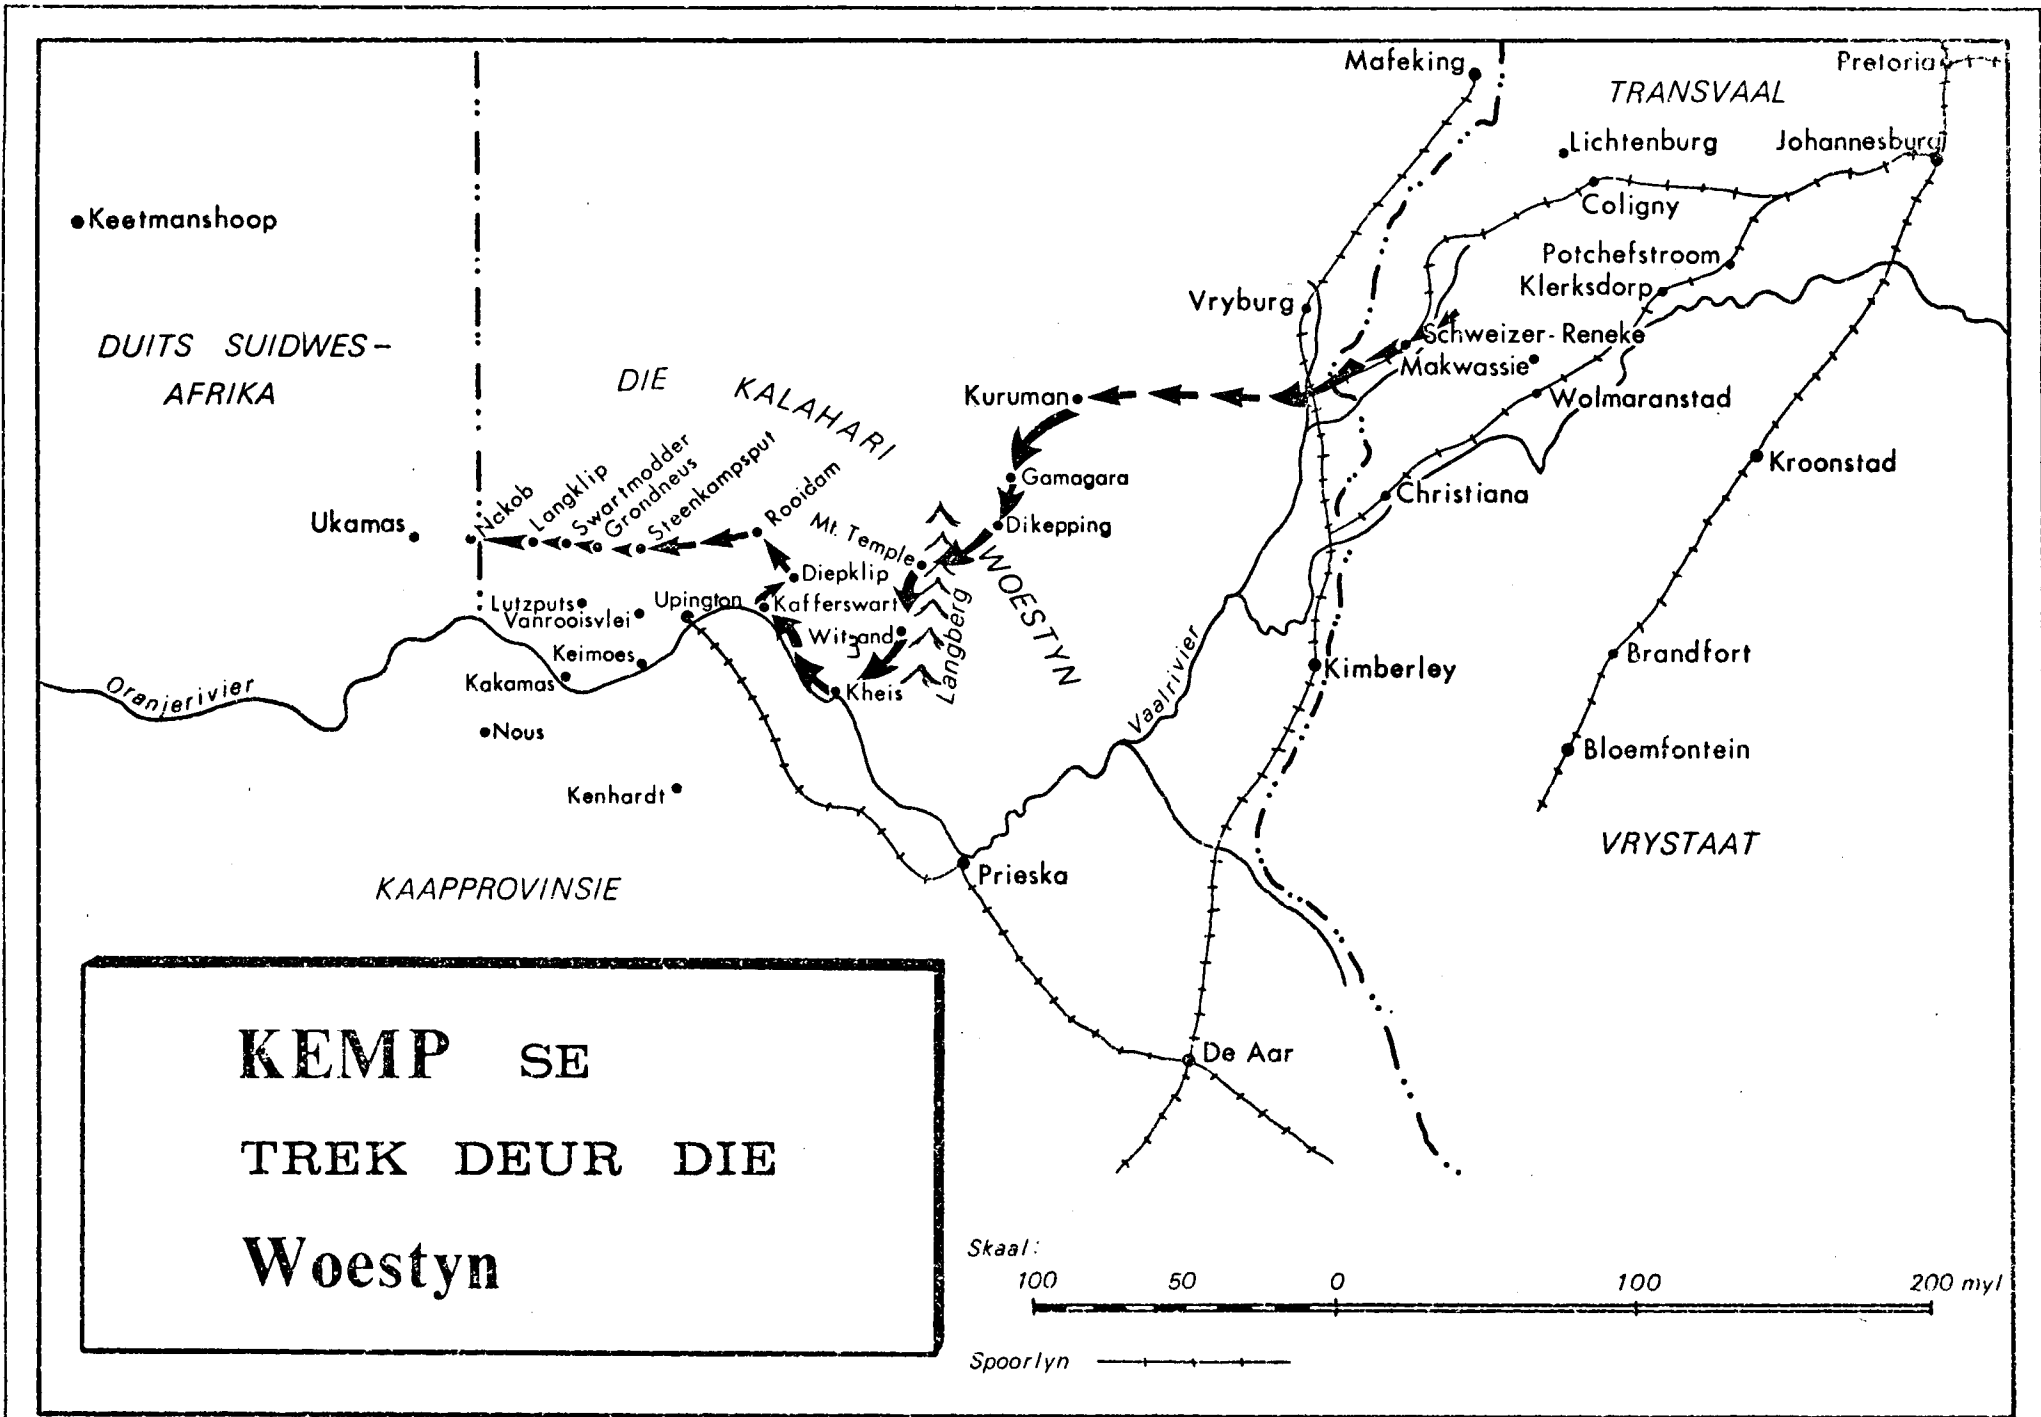 Mafeking
Pretoria
TRANSVAAL
Lichtenburg
Johannesburg
Coligny
Keetmanshoop
Potchefstroom
Klerksdorp
Vryburg
DUITS SUIDWES-
AFRIKA
Schweizer-Reneke
Makwassie
DIE KALAHARI
WOESTYN
Kuruman
Wolmaranstad
Kroonstad
Gamagara
Christiana
Dikepping
Ukamas
Nakob
Langklip
Swartmodder
Grondneus
Steenkampsput
Rooidam
Mt. Temple
Diepklip
Lutzputs
Vanrooisvlei
Upington
Kafferswart
Witzand
Langberg
Keimoes
Kakamas
Kheis
Oranjerivier
Vaalrivier
Kimberley
Brandfort
Nous
Bloemfontein
Kenhardt
VRYSTAAT
Prieska
KAAPPROVINSIE
De Aar
KEMP SE
TREK DEUR DIE
Woestyn
Skaal:
100 50 0 100 200 myl
Spoorlyn